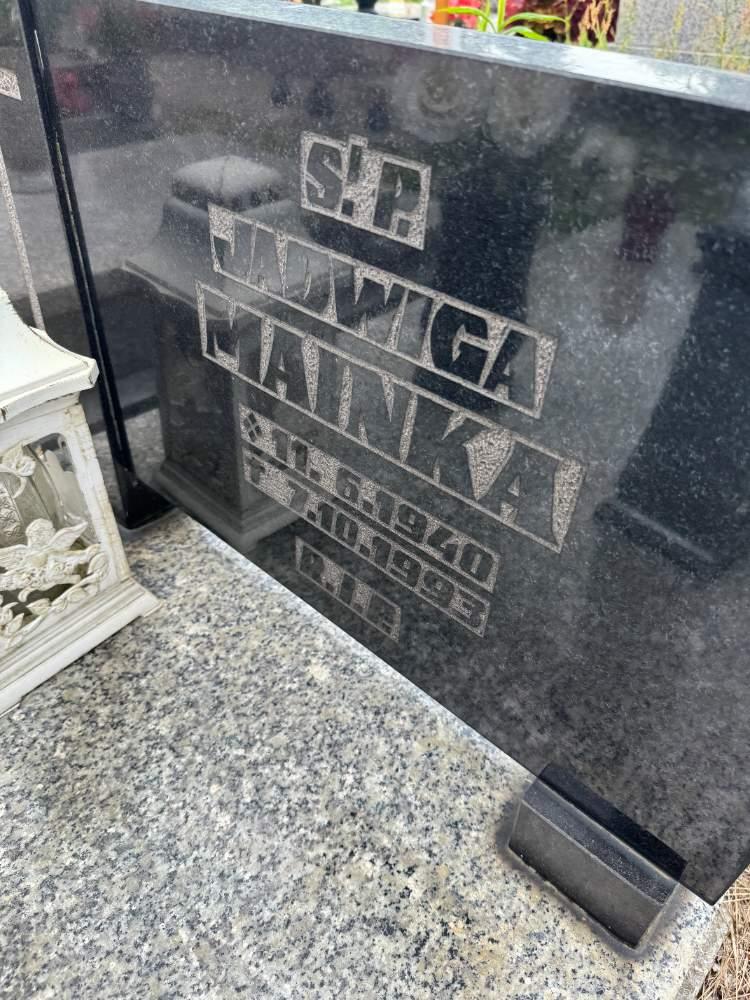 Ś.P.
JADWIGA
MAINKA
11.6.1940
† 7.10.1993
R.I.P.